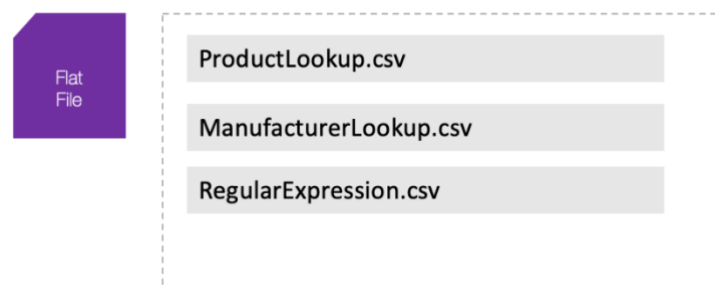 Flat
File
ProductLookup.csv
ManufacturerLookup.csv
RegularExpression.csv